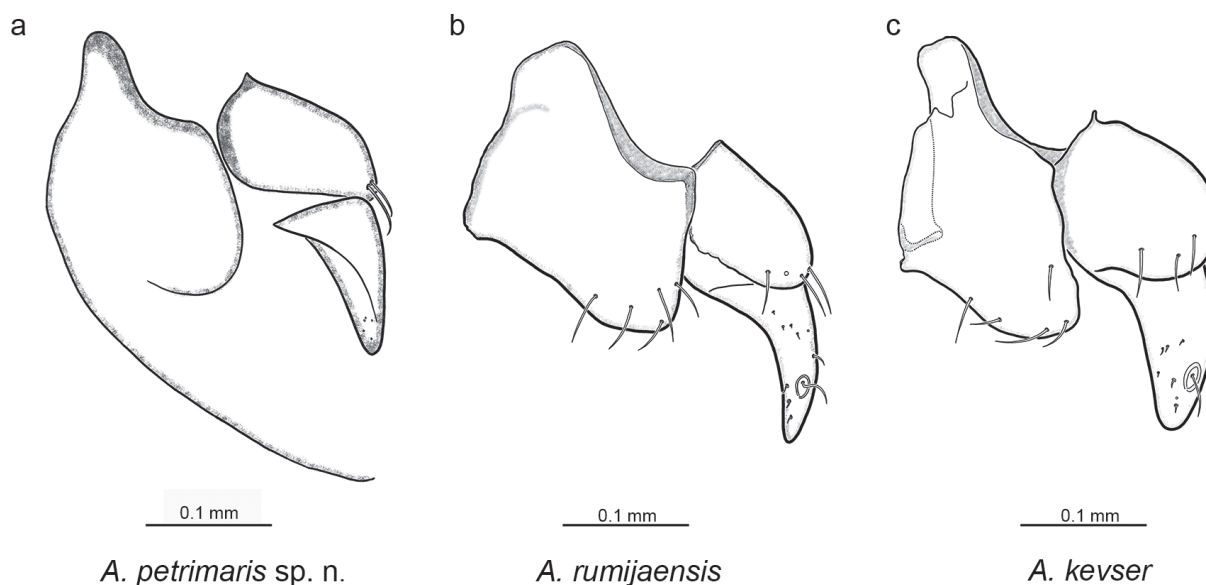 a
b
c
0.1 mm
0.1 mm
0.1 mm
A. petrimaris sp. n.
A. rumijaensis
A. kevser